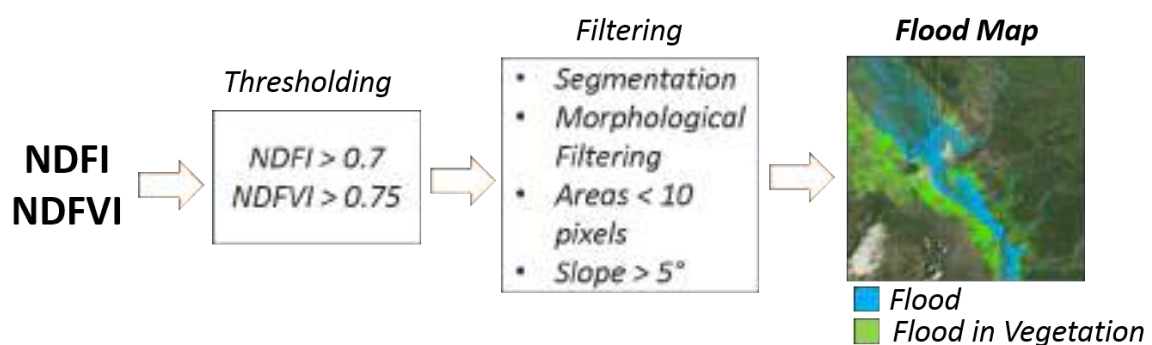 NDFI
NDFVI
Thresholding
NDFI > 0.7
NDFVI > 0.75
Filtering
• Segmentation
• Morphological
Filtering
• Areas < 10
pixels
• Slope > 5°
Flood Map
Flood
Flood in Vegetation